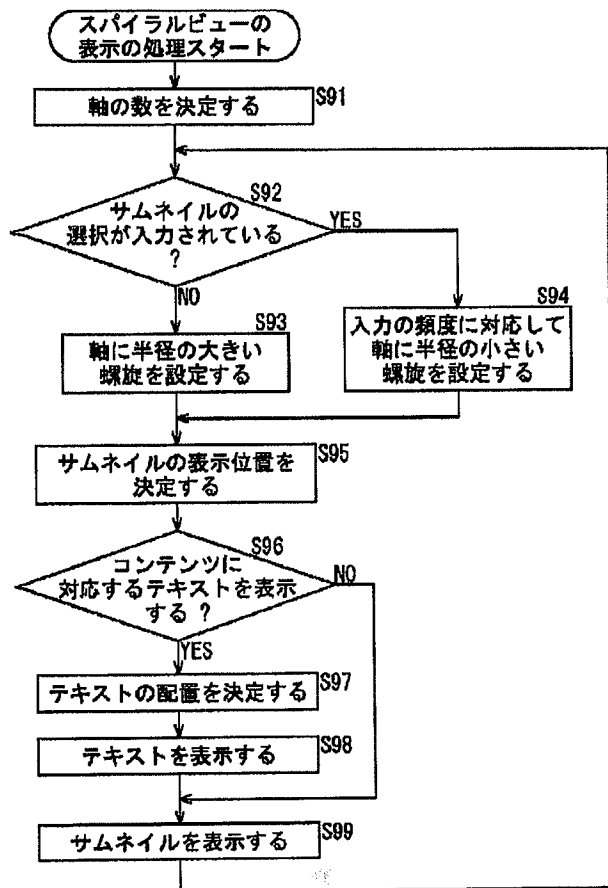 スパイラルビューの
表示の処理スタート
軸の数を決定する
S91
S92
サムネイルの
選択が入力されている
?
YES
NO
S93
軸に半径の大きい
螺旋を設定する
S94
入力の頻度に対応して
軸に半径の小さい
螺旋を設定する
サムネイルの表示位置を
決定する
S95
S96
コンテンツに
対応するテキストを表示
する ?
NO
YES
テキストの配置を決定する
S97
テキストを表示する
S98
サムネイルを表示する
S99